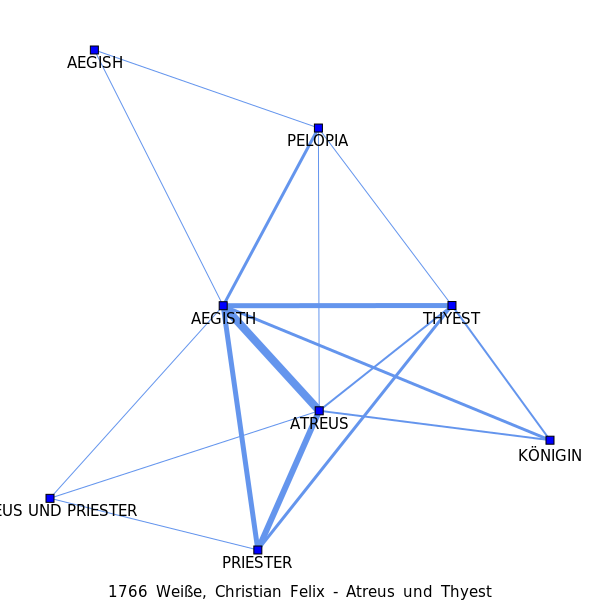 AEGISH
PELOPIA
AEGISTH
THYEST
ATREUS
KÖNIGIN
EUS UND PRIESTER
PRIESTER
1766 Weiße, Christian Felix - Atreus und Thyest